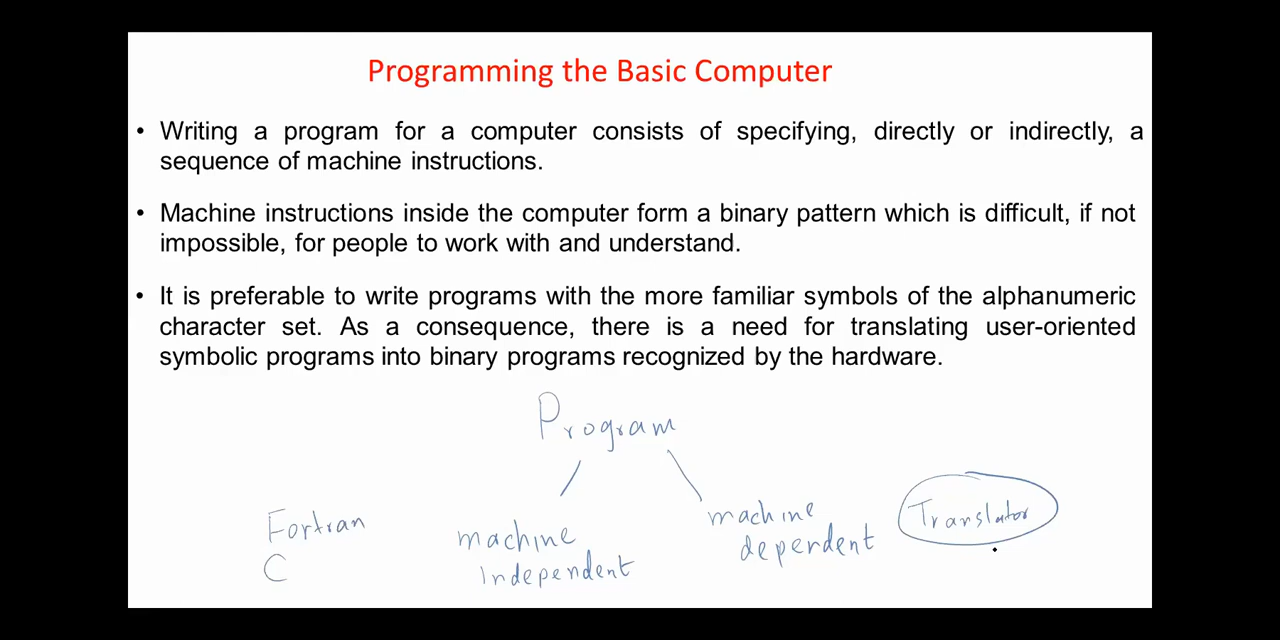 Programming the Basic Computer
• Writing a program for a computer consists of specifying, directly or indirectly, a
sequence of machine instructions.
• Machine instructions inside the computer form a binary pattern which is difficult, if not
impossible, for people to work with and understand.
• It is preferable to write programs with the more familiar symbols of the alphanumeric
character set. As a consequence, there is a need for translating user-oriented
symbolic programs into binary programs recognized by the hardware.
Program
Fortran
C
machine
Independent
machine
dependent
Translator